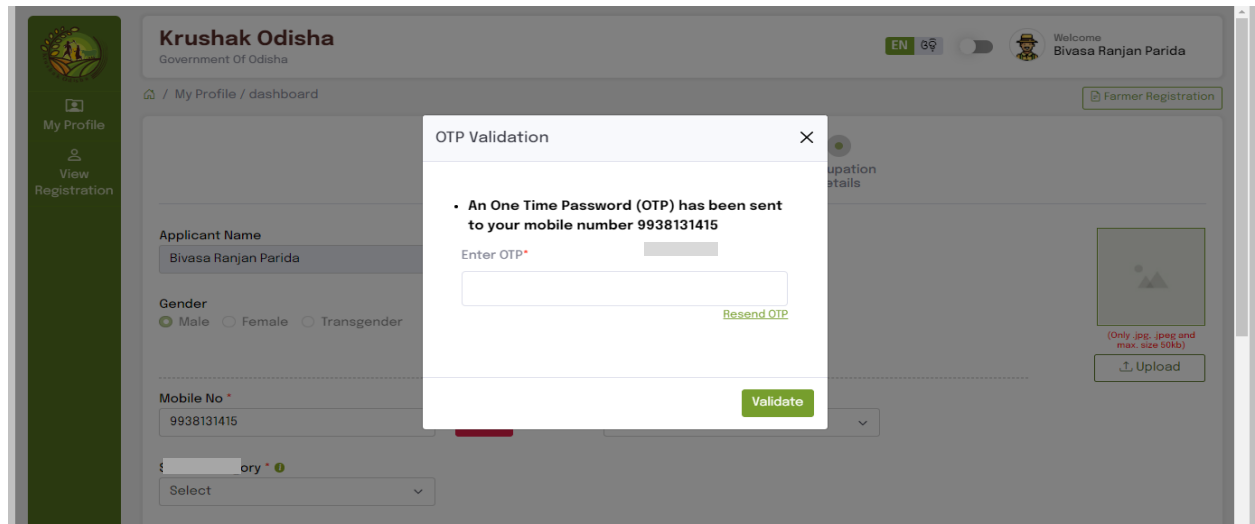 Krushak Odisha
Government Of Odisha
EN ଓଡ଼ି
Welcome
Bivasa Ranjan Parida
My Profile
View
Registration
/ My Profile / dashboard
Farmer Registration
OTP Validation
An One Time Password (OTP) has been sent
to your mobile number 9938131415
Enter OTP*
Resend OTP
Validate
upation
etails
Applicant Name
Bivasa Ranjan Parida
Gender
Male Female Transgender
(Only .jpg, .jpeg and
max. size 50kb)
Upload
Mobile No *
9938131415
ory *
Select